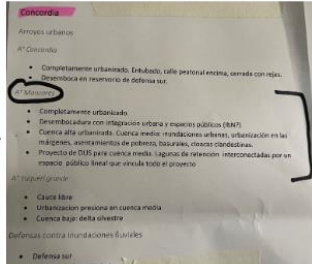 Concordia
Arroyos urbanos
A° Concordia
• Completamente urbanizado. Entubado, calle peatonal encima, cerrada con rejas.
• Desemboca en reservorio de defensa sur.
A° Manzores
• Completamente urbanizado.
• Desembocadura con integración urbana y espacios públicos
• Cuenca alta urbanizada. Cuenca media: inundaciones urbanas, urbanización en las
márgenes, asentamientos de pobreza, basurales, cloacas clandestinas.
• Proyecto de DUS para cuenca media. Lagunas de retención interconectadas por un
espacio público lineal que vincula todo el proyecto
A° Yuquerí grande
• Cauce libre
• Urbanización presiona en cuenca media
• Cuenca baja: delta silvestre
Defensas contra inundaciones fluviales
• Defensa sur